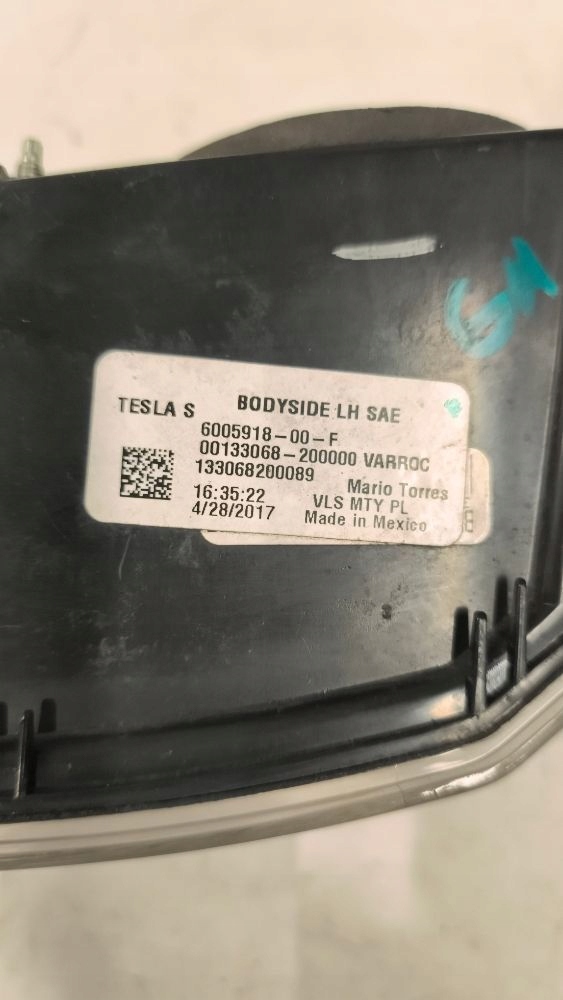 TESLA S BODYSIDE LH SAE
6005918-00-F
00133068-200000 VARROC
133068200089
Mario Torres
16:35:22 VLS MTY PL
4/28/2017 Made in Mexico